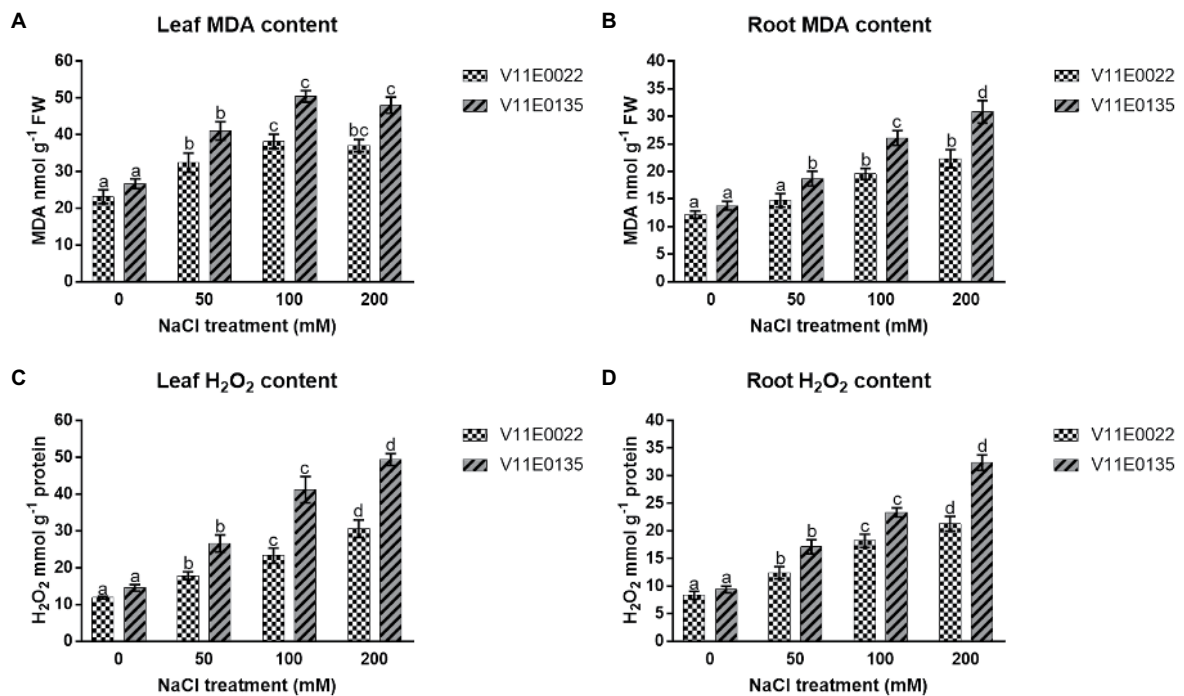 A
Leaf MDA content
MDA nmol g⁻¹ FW
60
50
40
30
20
10
0
a a b b c c bc c
0 50 100 200
NaCl treatment (mM)
V11E0022
V11E0135
B
Root MDA content
MDA nmol g⁻¹ FW
40
35
30
25
20
15
10
5
0
a a a b b c b d
0 50 100 200
NaCl treatment (mM)
V11E0022
V11E0135
C
Leaf H₂O₂ content
H₂O₂ mmol g⁻¹ protein
60
50
40
30
20
10
0
a a b b c c d d
0 50 100 200
NaCl treatment (mM)
V11E0022
V11E0135
D
Root H₂O₂ content
H₂O₂ mmol g⁻¹ protein
40
35
30
25
20
15
10
5
0
a a b b c c d d
0 50 100 200
NaCl treatment (mM)
V11E0022
V11E0135